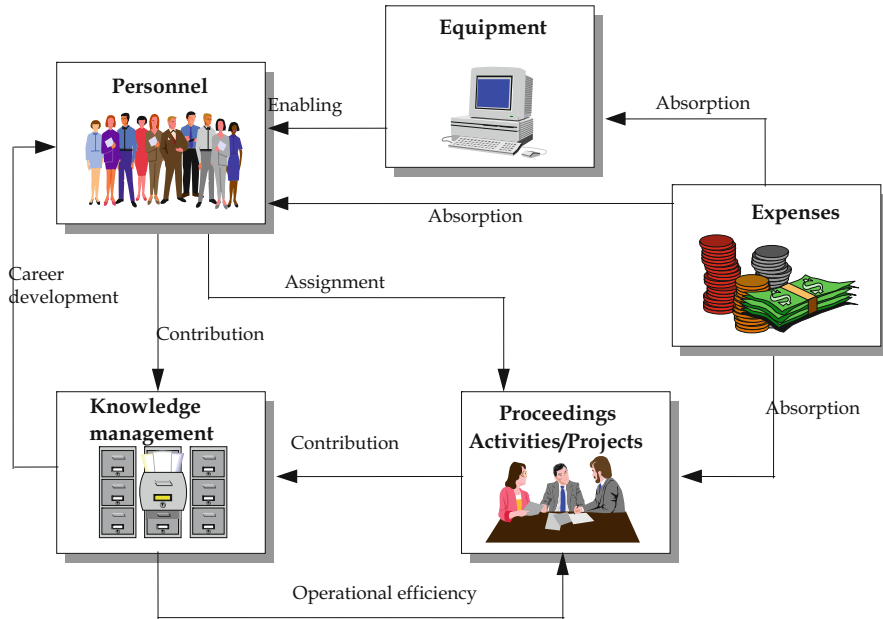 Equipment
Personnel
Enabling
Absorption
Expenses
Absorption
Career
development
Assignment
Contribution
Knowledge
management
Proceedings
Activities/Projects
Absorption
Contribution
$
$
Operational efficiency